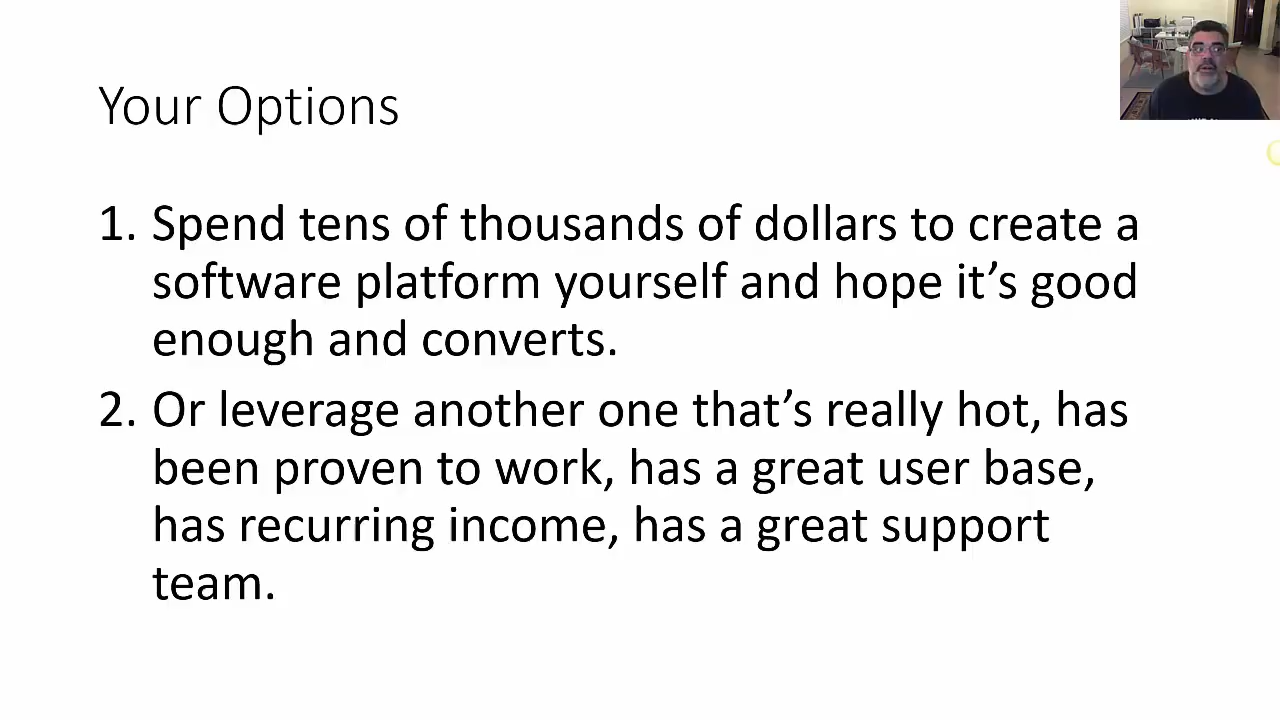 Your Options
1. Spend tens of thousands of dollars to create a
software platform yourself and hope it’s good
enough and converts.
2. Or leverage another one that’s really hot, has
been proven to work, has a great user base,
has recurring income, has a great support
team.